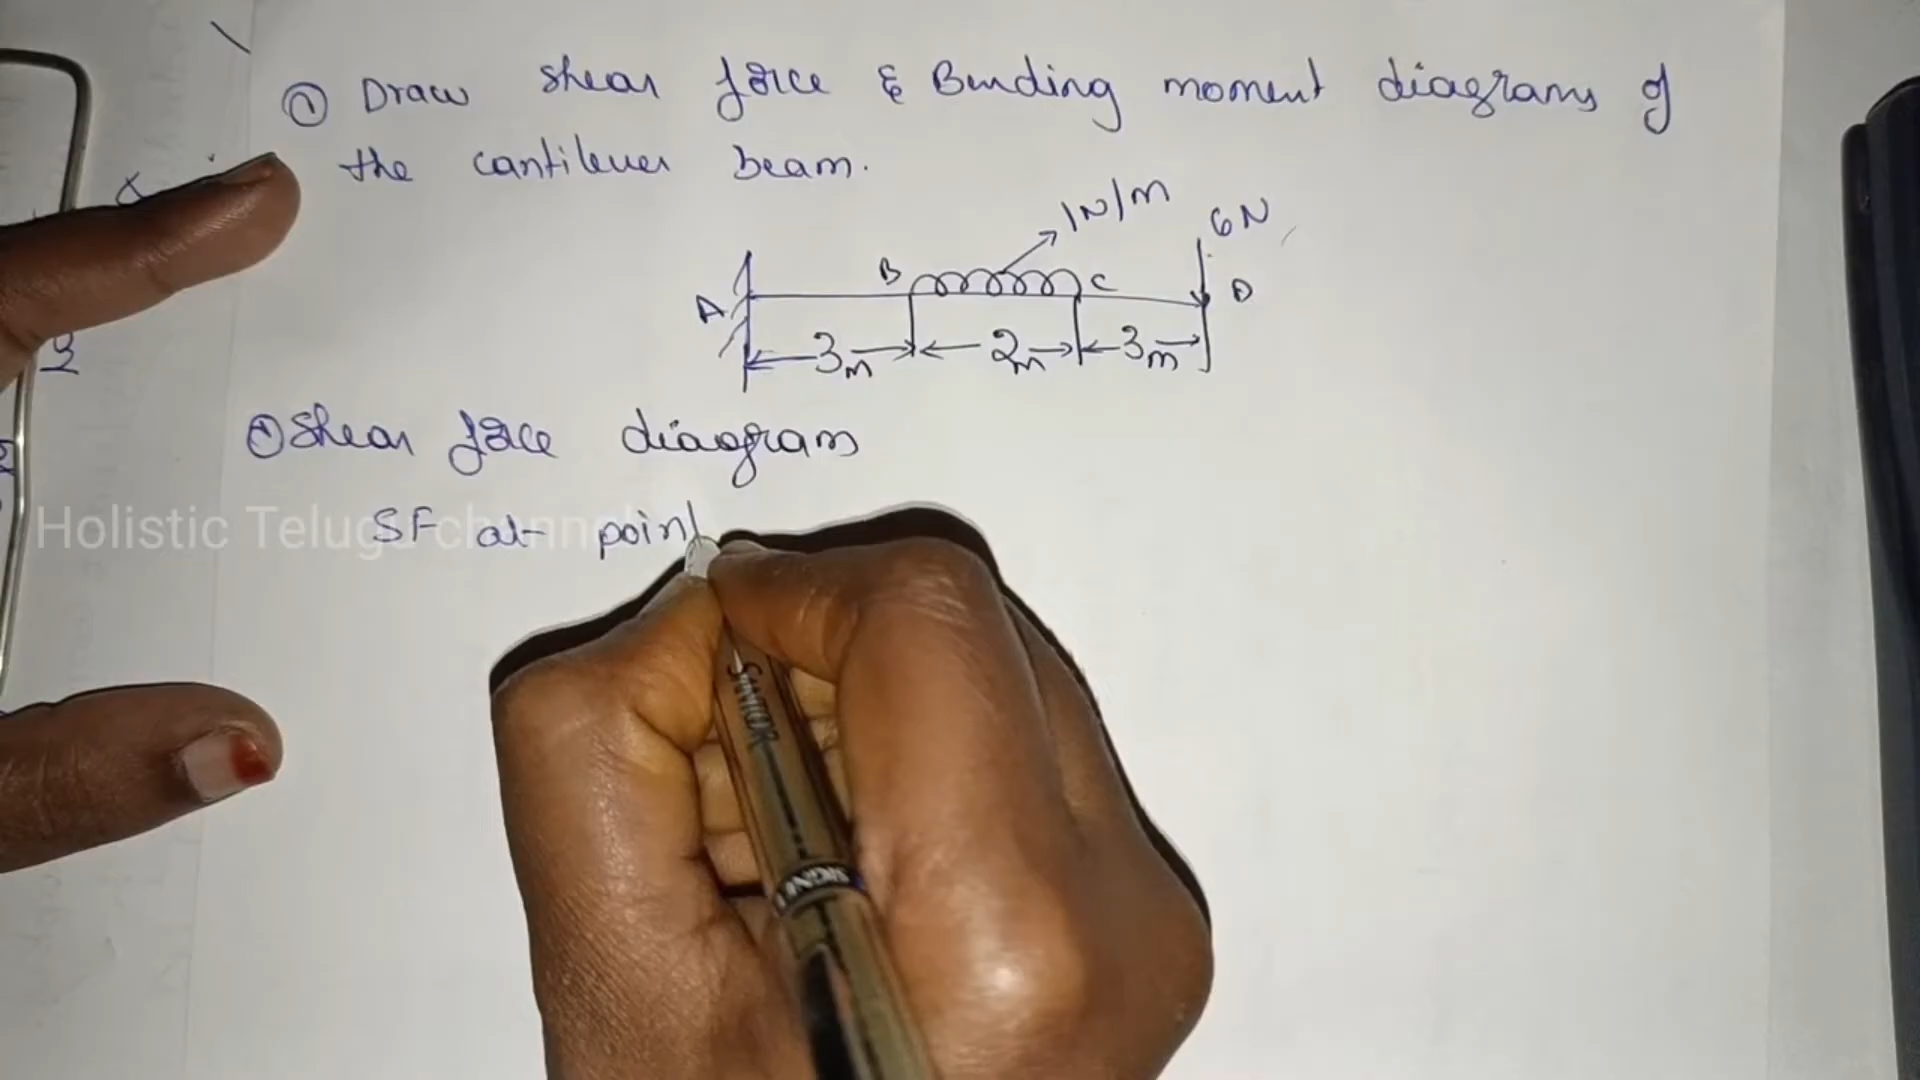 ① Draw shear force & Bending moment diagrams of
the cantilever beam.
1N/m
6N
A B C D
3m 2m 3m
① Shear force diagram
SF at point
Holistic Telugu channel